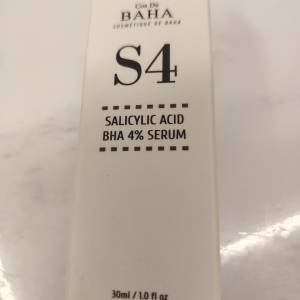 Cos De
BAHA
COSMETIQUE DE BAHA
S4
SALICYLIC ACID
BHA 4% SERUM
30ml / 1.0 fl oz